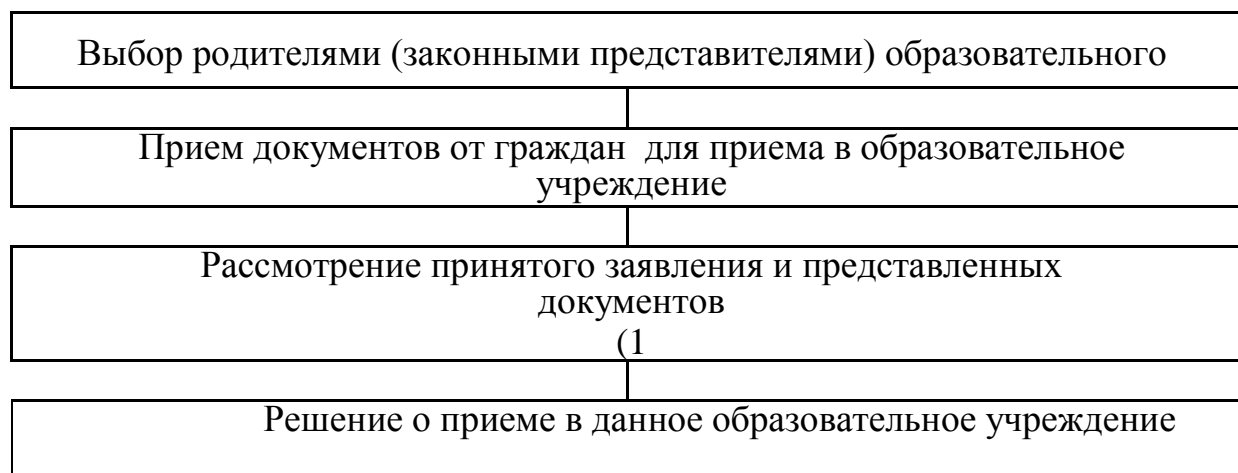 Выбор родителями (законными представителями) образовательного
Прием документов от граждан для приема в образовательное
учреждение
Рассмотрение принятого заявления и представленных
документов
(1
Решение о приеме в данное образовательное учреждение